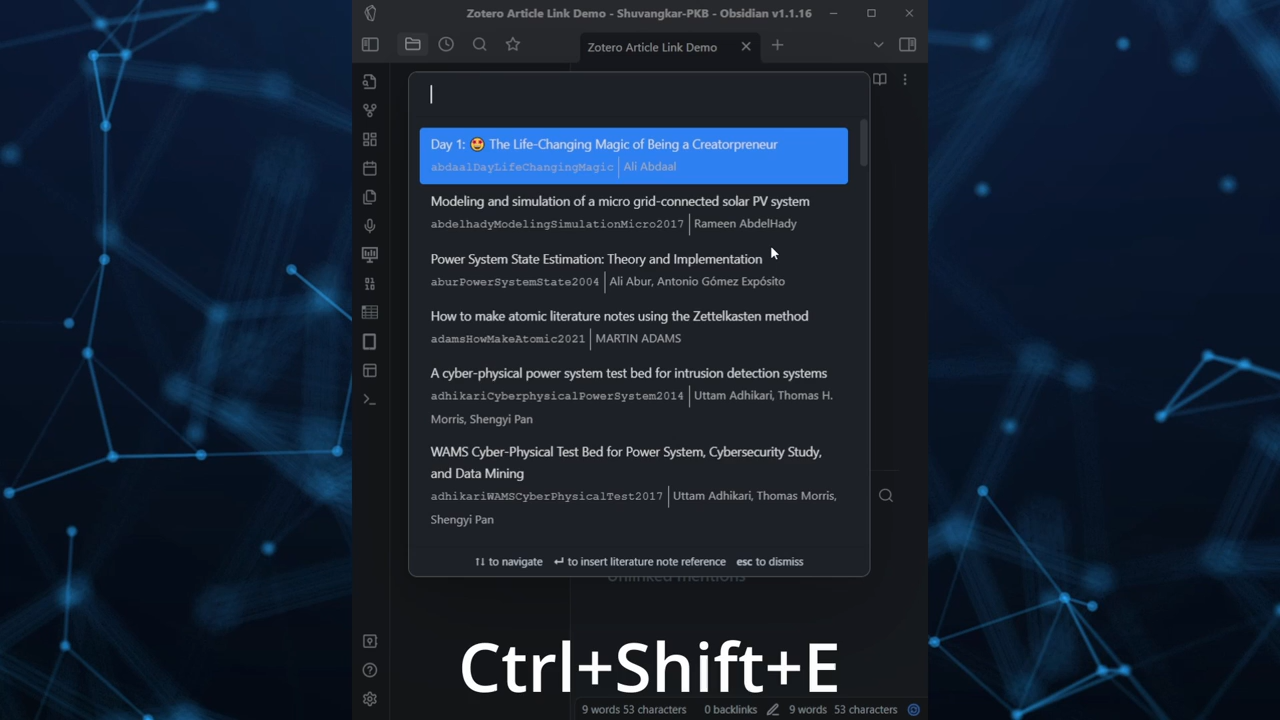 Zotero Article Link Demo - Shuvangkar-PKB - Obsidian v1.1.16
Zotero Article Link Demo
Day 1: 😍 The Life-Changing Magic of Being a Creatorpreneur
abdaalDayLifeChangingMagic | Ali Abdaal
Modeling and simulation of a micro grid-connected solar PV system
abdelhadyModelingSimulationMicro2017 | Rameen AbdelHady
Power System State Estimation: Theory and Implementation
aburPowerSystemState2004 | Ali Abur, Antonio Gómez Expósito
How to make atomic literature notes using the Zettelkasten method
adamsHowMakeAtomic2021 | MARTIN ADAMS
A cyber-physical power system test bed for intrusion detection systems
adhikariCyberphysicalPowerSystem2014 | Uttam Adhikari, Thomas H.
Morris, Shengyi Pan
WAMS Cyber-Physical Test Bed for Power System, Cybersecurity Study,
and Data Mining
adhikariWAMSCyberPhysicalTest2017 | Uttam Adhikari, Thomas Morris,
Shengyi Pan
↑↓ to navigate ↵ to insert literature note reference esc to dismiss
Unlinked mentions
Ctrl+Shift+E
9 words 53 characters 0 backlinks 9 words 53 characters